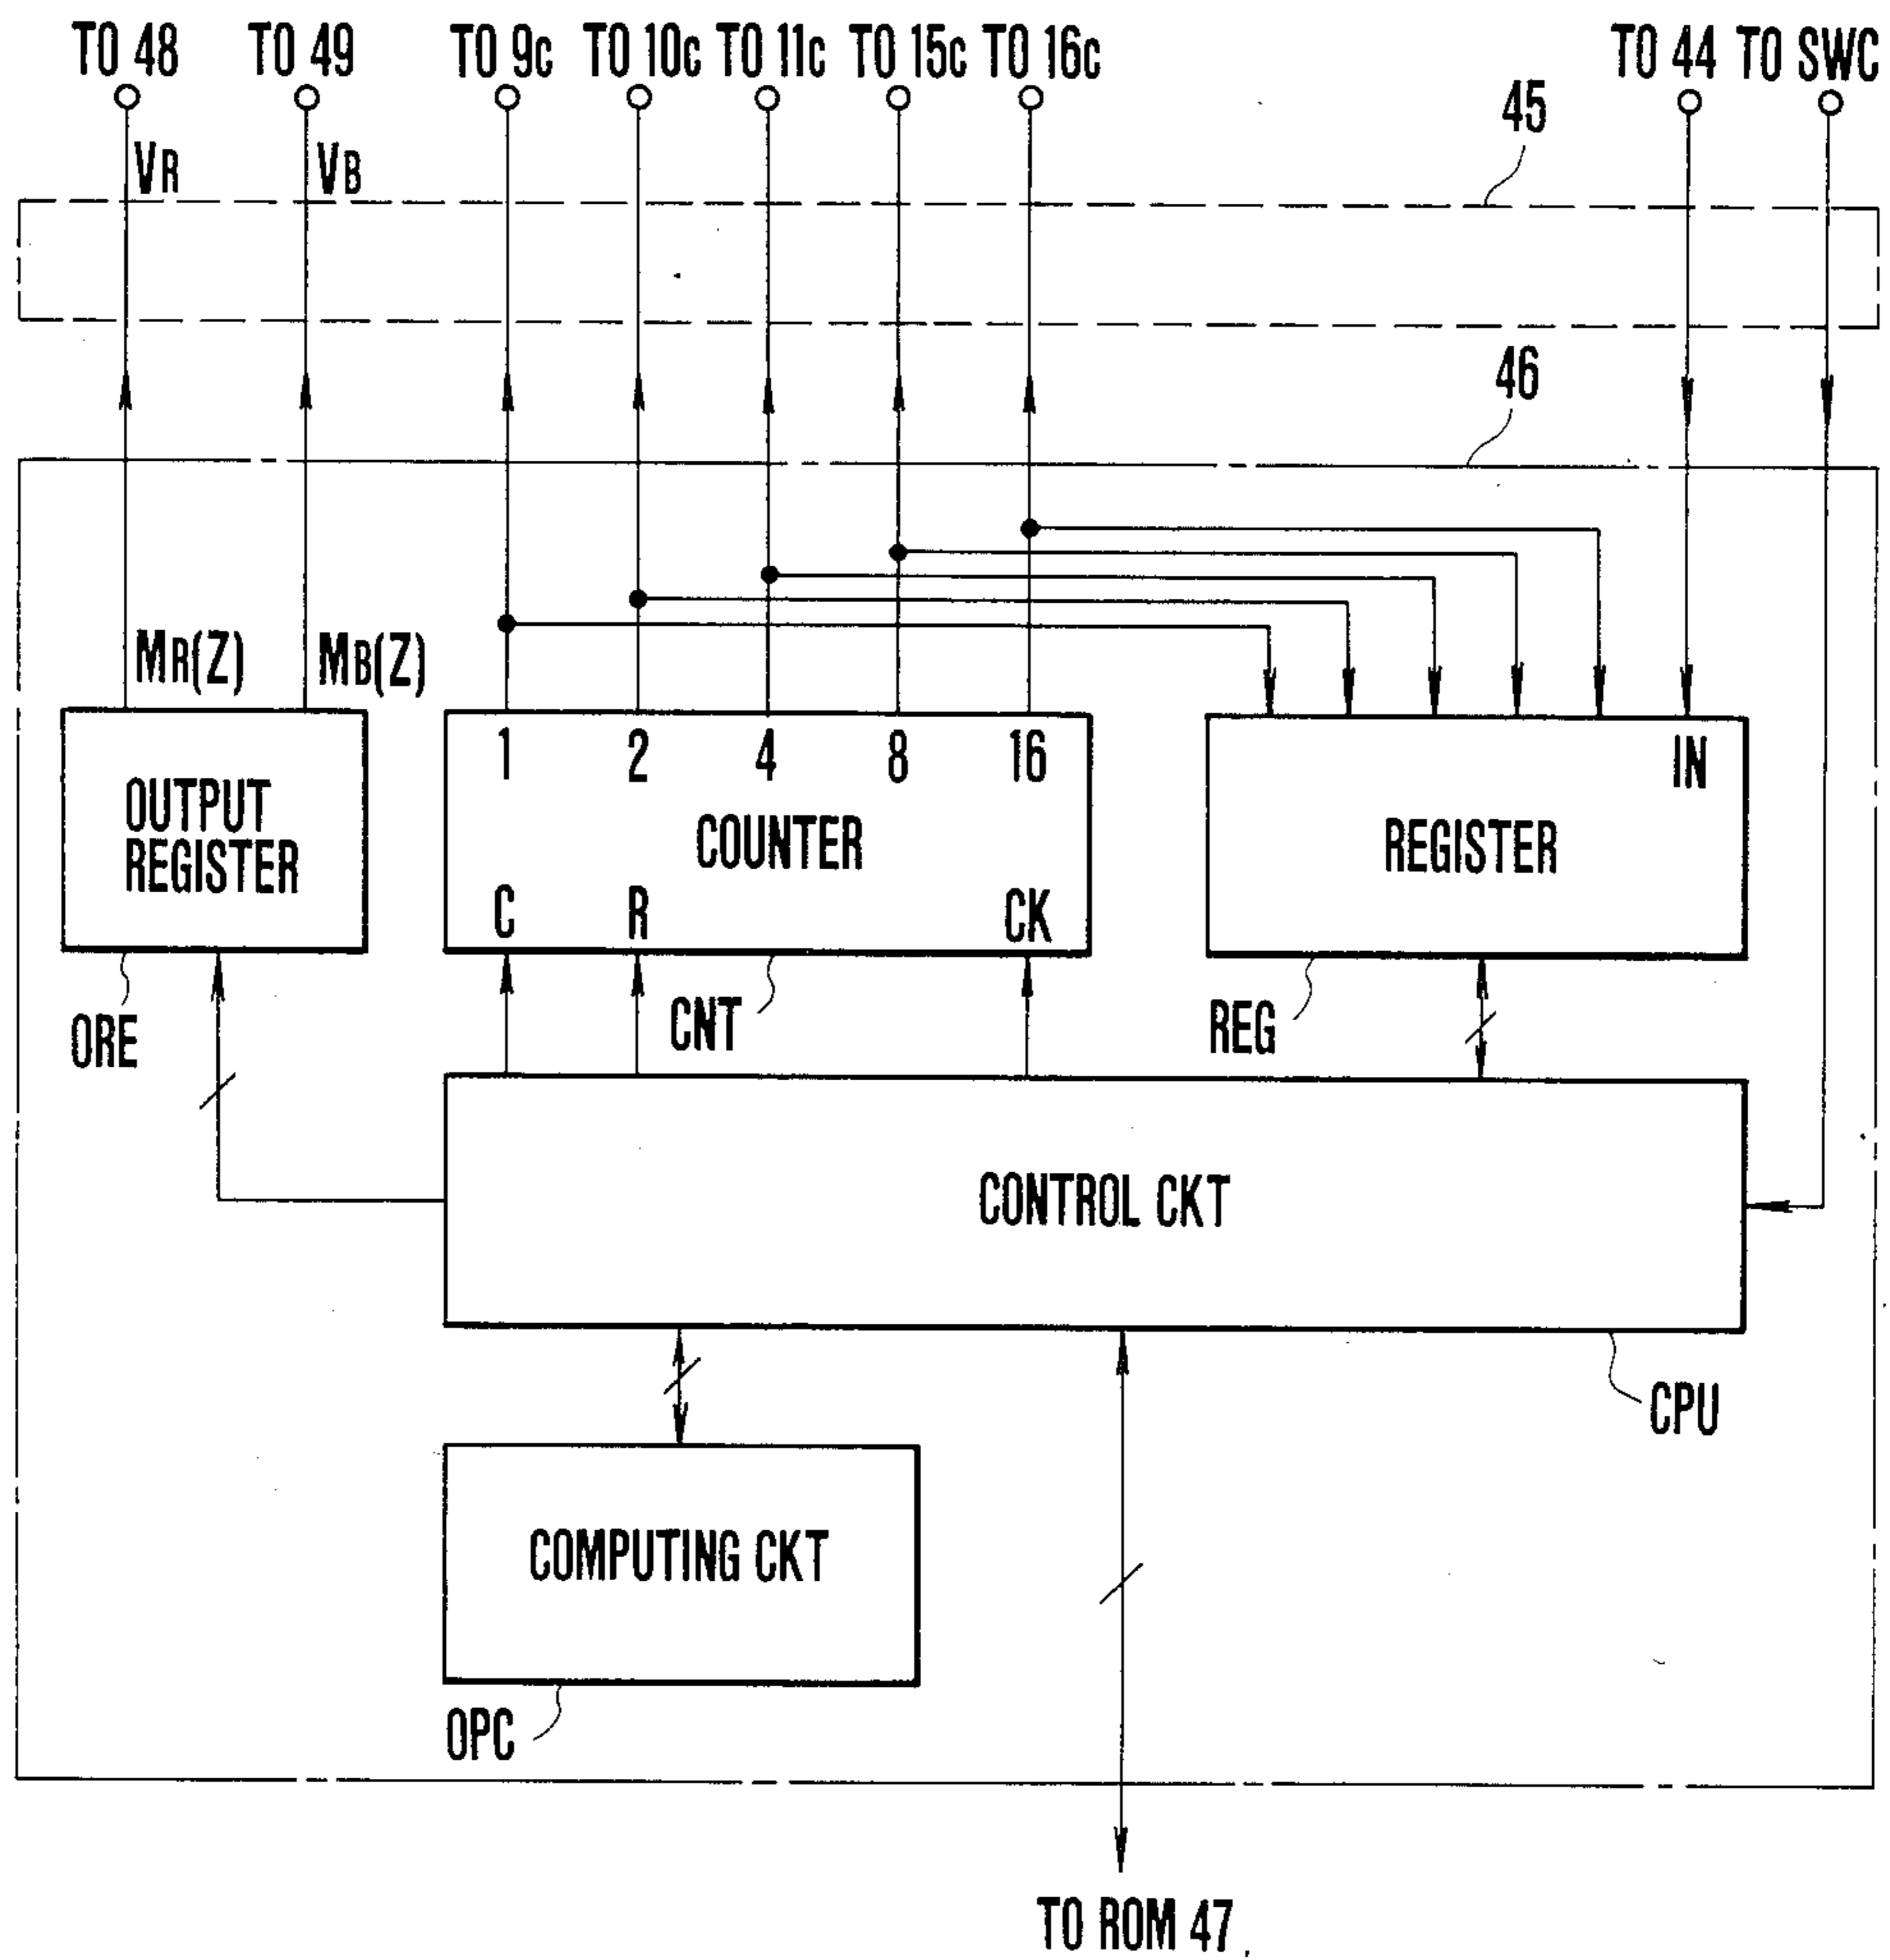 TO 48 TO 49 TO 9c TO 10c TO 11c TO 15c TO 16c TO 44 TO SWC
45
VR VB
46
MR(Z) MB(Z)
1 2 4 8 16 IN
OUTPUT
REGISTER
COUNTER
REGISTER
C R CK
ORE
CNT
REG
CONTROL CKT
CPU
COMPUTING CKT
OPC
TO ROM 47